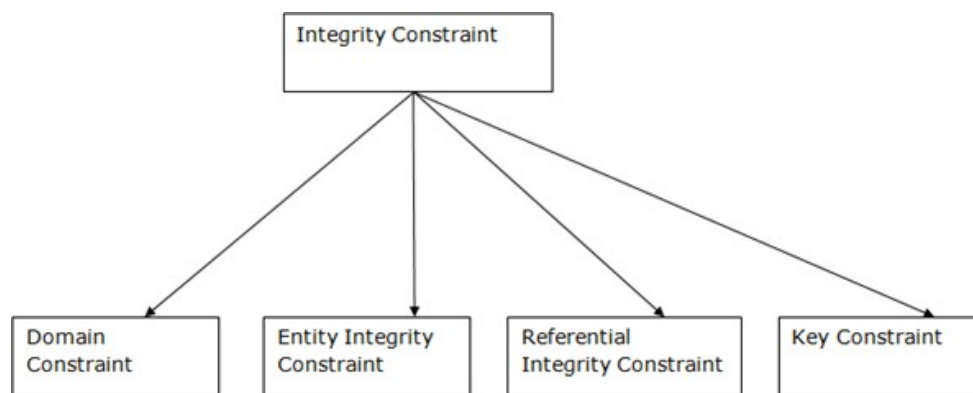 Integrity Constraint
Domain
Constraint
Entity Integrity
Constraint
Referential
Integrity Constraint
Key Constraint